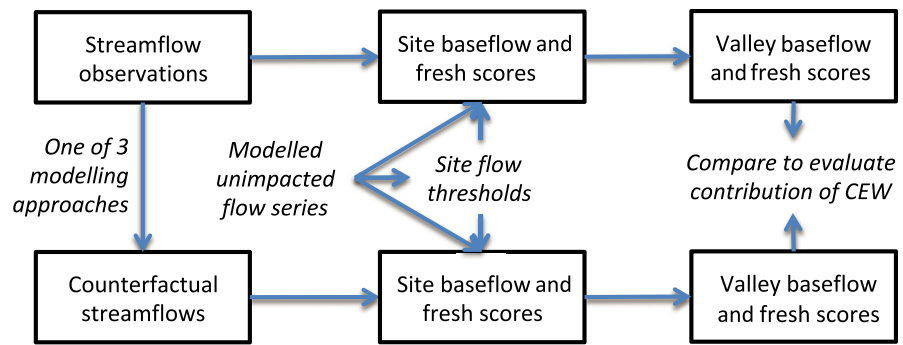 Streamflow
observations
Site baseflow and
fresh scores
Valley baseflow
and fresh scores
One of 3
modelling
approaches
Modelled
unimpacted
flow series
Site flow
thresholds
Compare to evaluate
contribution of CEW
Counterfactual
streamflows
Site baseflow and
fresh scores
Valley baseflow
and fresh scores